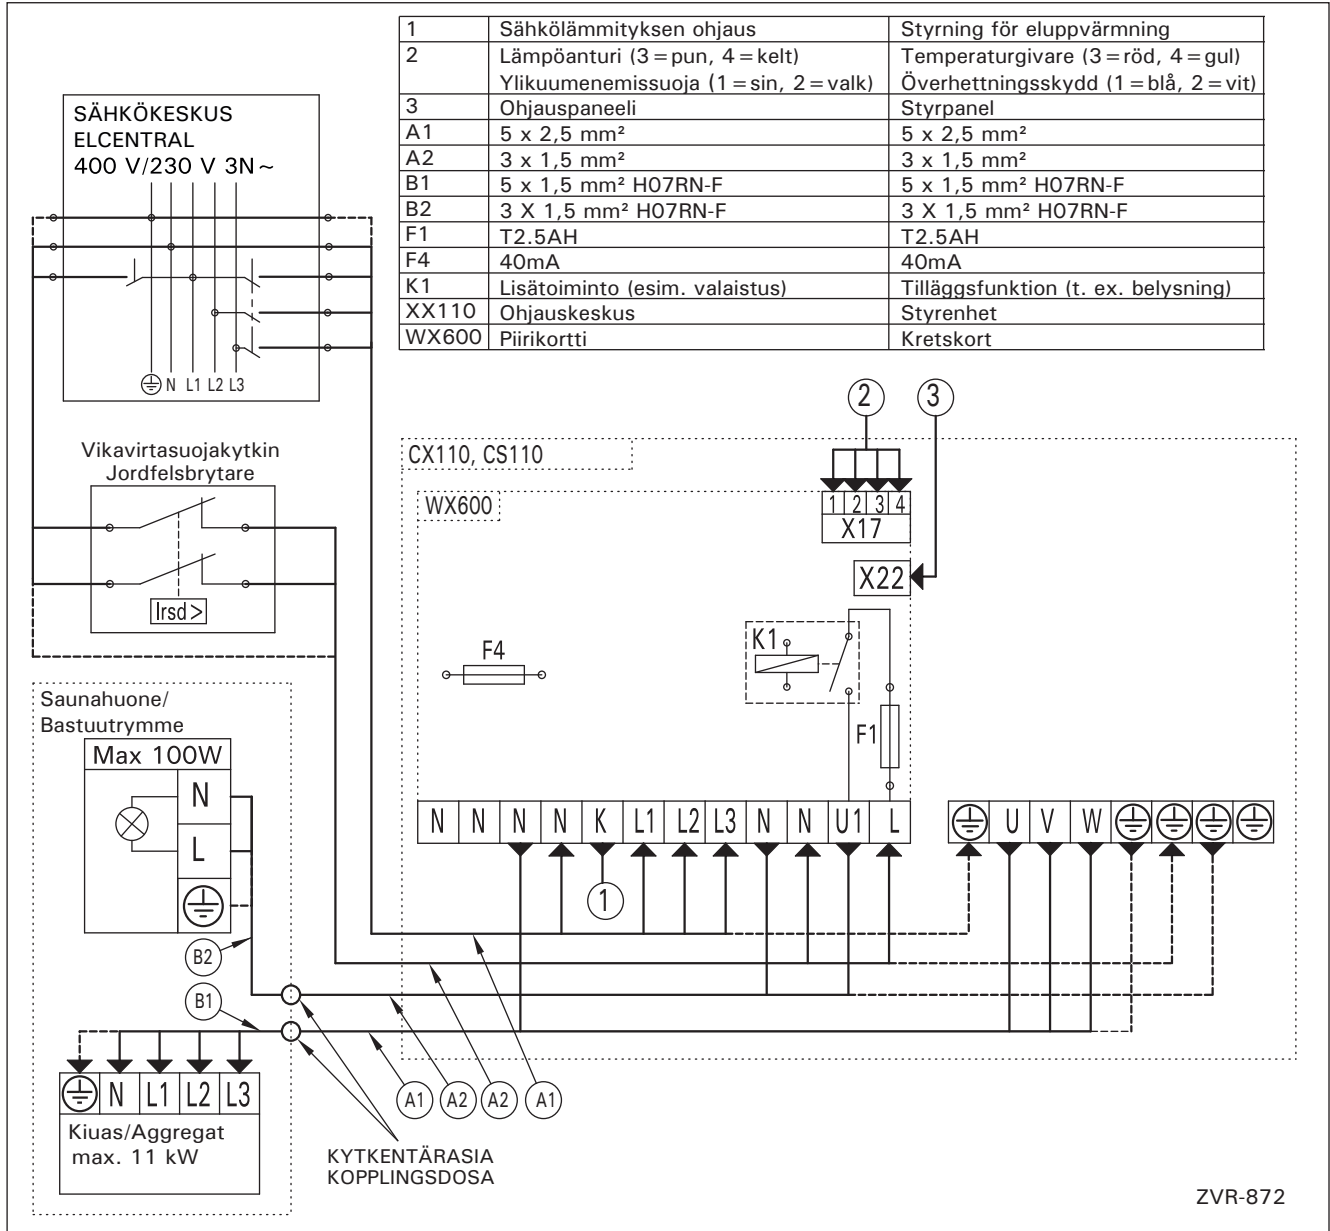 1 Sähkölämmityksen ohjaus Styrning för eluppvärmning
2 Lämpöanturi (3=pun, 4=kelt) Temperaturgivare (3=röd, 4=gul)
Ylikuumenemissuoja (1=sin, 2=valk) Överhettningsskydd (1=blå, 2=vit)
3 Ohjauspaneeli Styrpanel
A1 5 x 2,5 mm² 5 x 2,5 mm²
A2 3 x 1,5 mm² 3 x 1,5 mm²
B1 5 x 1,5 mm² H07RN-F 5 x 1,5 mm² H07RN-F
B2 3 X 1,5 mm² H07RN-F 3 X 1,5 mm² H07RN-F
F1 T2.5AH T2.5AH
F4 40mA 40mA
K1 Lisätoiminto (esim. valaistus) Tilläggsfunktion (t. ex. belysning)
XX110 Ohjauskeskus Styrenhet
WX600 Piirikortti Kretskort
SÄHKÖKESKUS
ELCENTRAL
400 V/230 V 3N~
N L1 L2 L3
Vikavirtasuojakytkin
Jordfelsbrytare
Irsd>
2 3
CX110, CS110
WX600
1 2 3 4
X17
X22
K1
F4
F1
N N N N K L1 L2 L3 N N U1 L
U V W
1
Saunahuone/
Bastuutrymme
Max 100W
N
L
B2
B1
N L1 L2 L3
Kiuas/Aggregat
max. 11 kW
A1 A2 A2 A1
KYTKENTÄRASIA
KOPPLINGSDOSA
ZVR-872